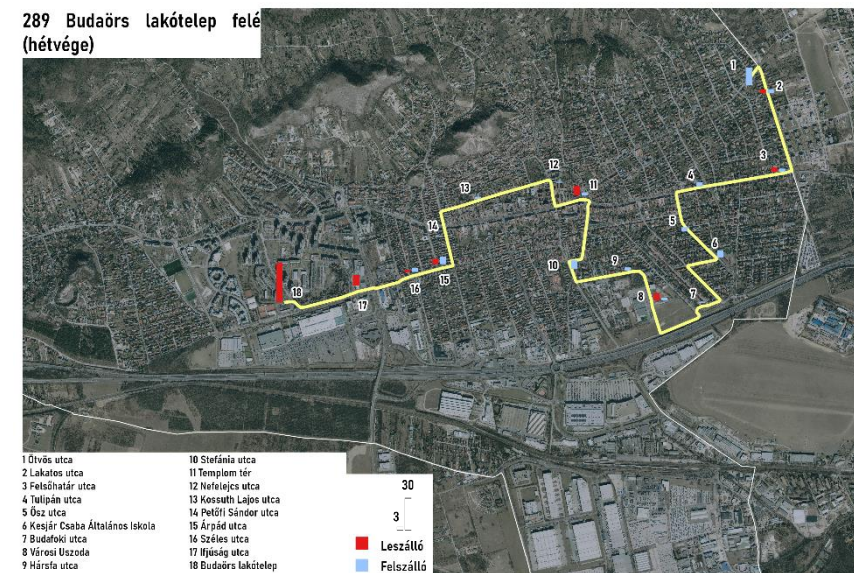 289 Budaörs lakótelep felé
(hétvége)
1
2
3
4
5
6
7
8
9
10
11
12
13
14
15
16
17
18
1 Ötvös utca
2 Lakatos utca
3 Felsőhatár utca
4 Tulipán utca
5 Ősz utca
6 Kesjár Csaba Általános Iskola
7 Budafoki utca
8 Városi Uszoda
9 Hársfa utca
10 Stefánia utca
11 Templom tér
12 Nefelejcs utca
13 Kossuth Lajos utca
14 Petőfi Sándor utca
15 Árpád utca
16 Széles utca
17 Ifjúság utca
18 Budaörs lakótelep
30
3
Leszálló
Felszálló